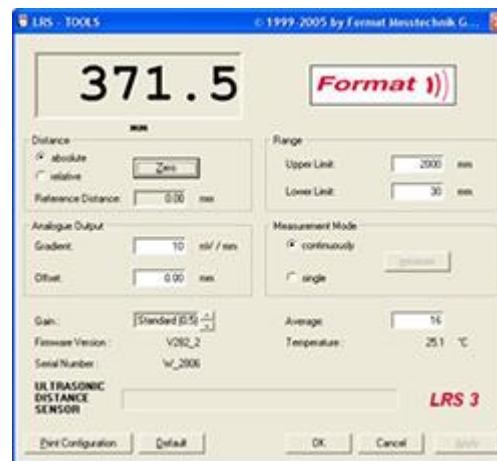 LRS - TOOLS © 1999-2005 by Format Messtechnik G...
371.5
mm
Format
Distance
absolute
relative
Zero
Reference Distance: 0.00 mm
Range
Upper Limit: 2000 mm
Lower Limit: 30 mm
Analogue Output
Gradient: 10 mV / mm
Offset: 0.00 mm
Measurement Mode
continuously
single
Gain: Standard (0.5)
Average: 16
Firmware Version: V282_2
Temperature: 25.1 °C
Serial Number: W_2806
ULTRASONIC
DISTANCE
SENSOR
LRS 3
Print Configuration Default OK Cancel Apply